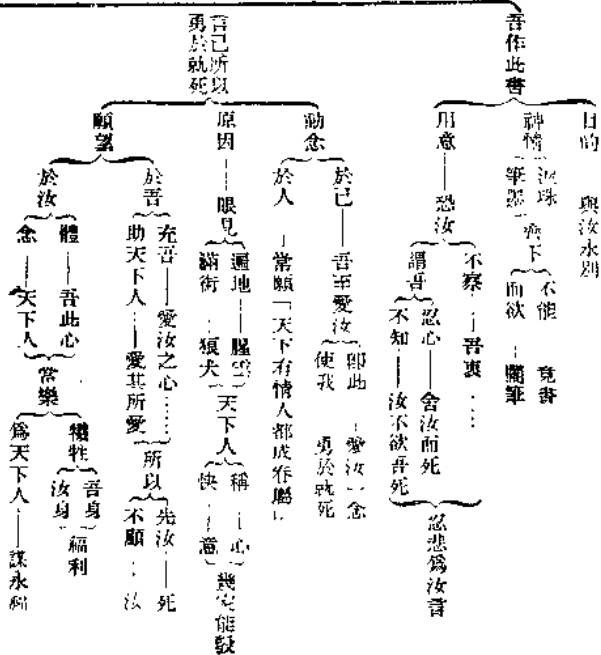 吾作此書
目的
與汝永別
神情
淚珠
筆墨
齊下
不能
而欲
竟書
擱筆
用意
恐汝
不察
吾衷
謂吾
忍心
舍汝而死
不知
汝不欲吾死
忍悲為汝言
言己所以
勇於就死
動念
於己
吾至愛汝
即此
愛汝一念
使我
勇於就死
於人
常願「天下有情人都成眷屬」
原因
眼見
遍地
腥雲
滿街
狼犬
天下人
稱
心
快
意
幾家能彀
願望
於吾
充吾
愛汝之心
助天下人
愛其所愛
所以
先汝
死
不顧
汝
於汝
體
吾此心
念
天下人
常樂
犧牲
吾身
汝身
福利
為天下人
謀永